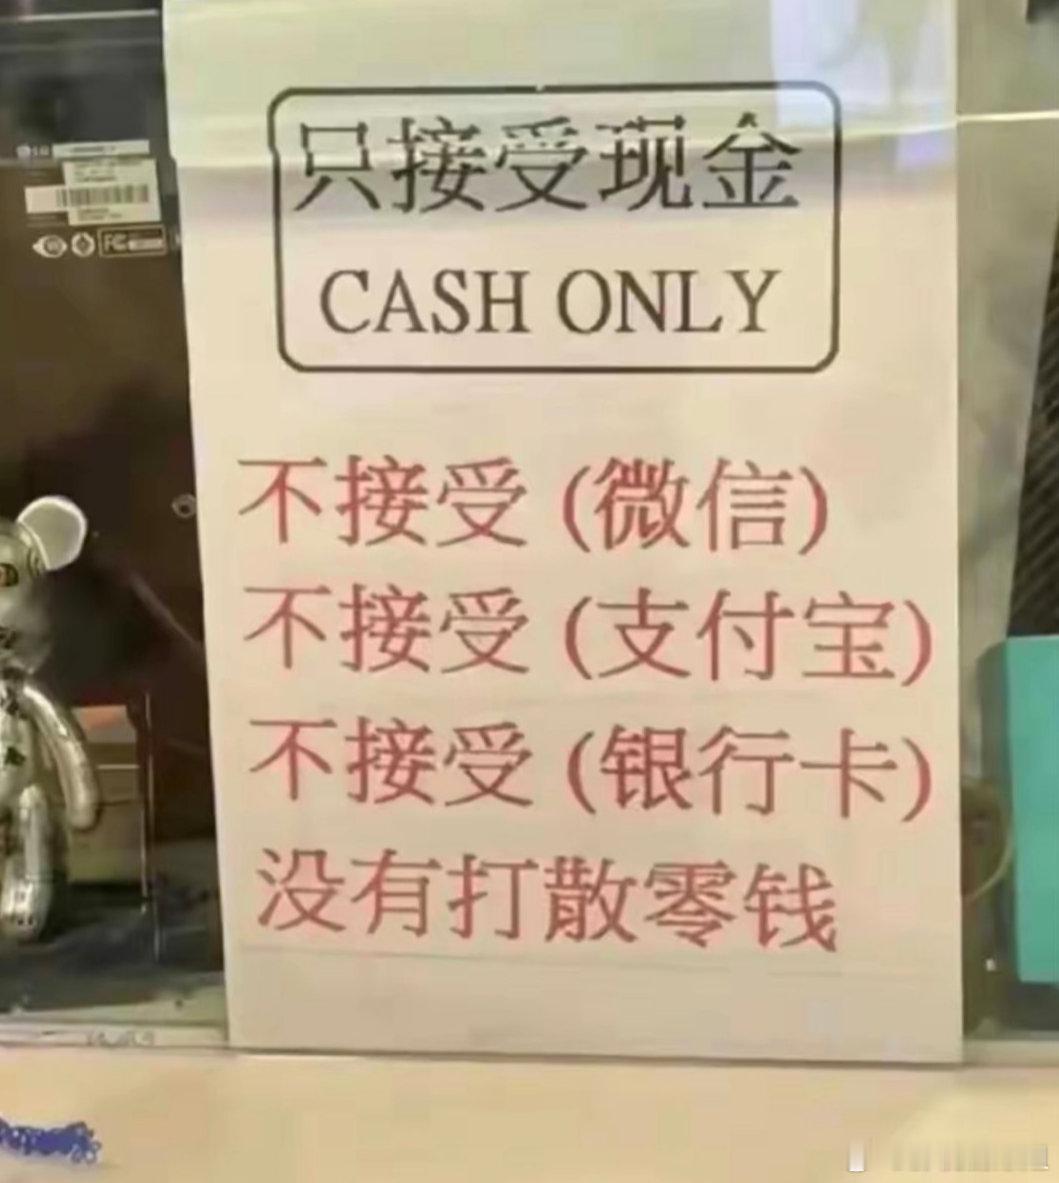 只接受现金
CASH ONLY
不接受 (微信)
不接受 (支付宝)
不接受 (银行卡)
没有打散零钱
FC